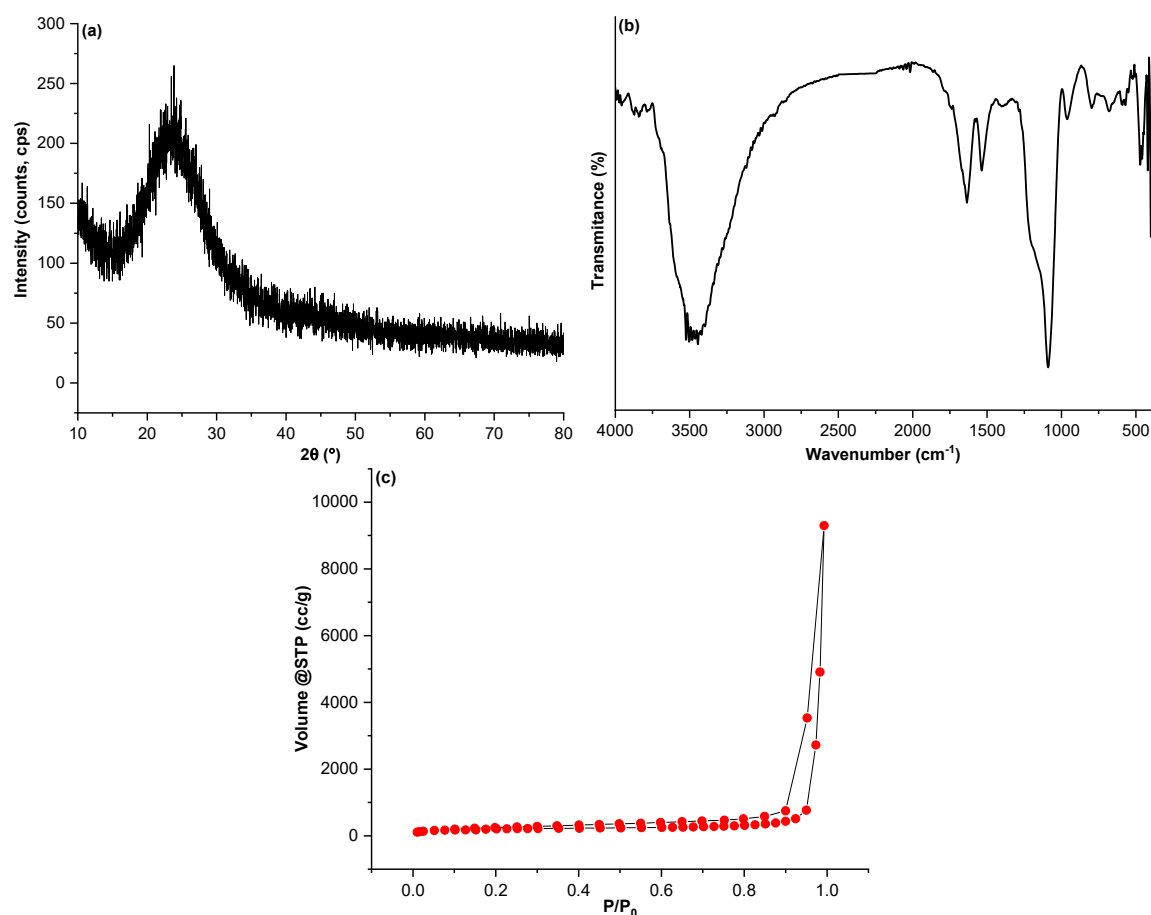 (a)
Intensity (counts, cps)
300
250
200
150
100
50
0
10 20 30 40 50 60 70 80
2θ (°)
(b)
Transmitance (%)
4000 3500 3000 2500 2000 1500 1000 500
Wavenumber (cm⁻¹)
(c)
Volume @STP (cc/g)
10000
8000
6000
4000
2000
0
0.0 0.2 0.4 0.6 0.8 1.0
P/P₀